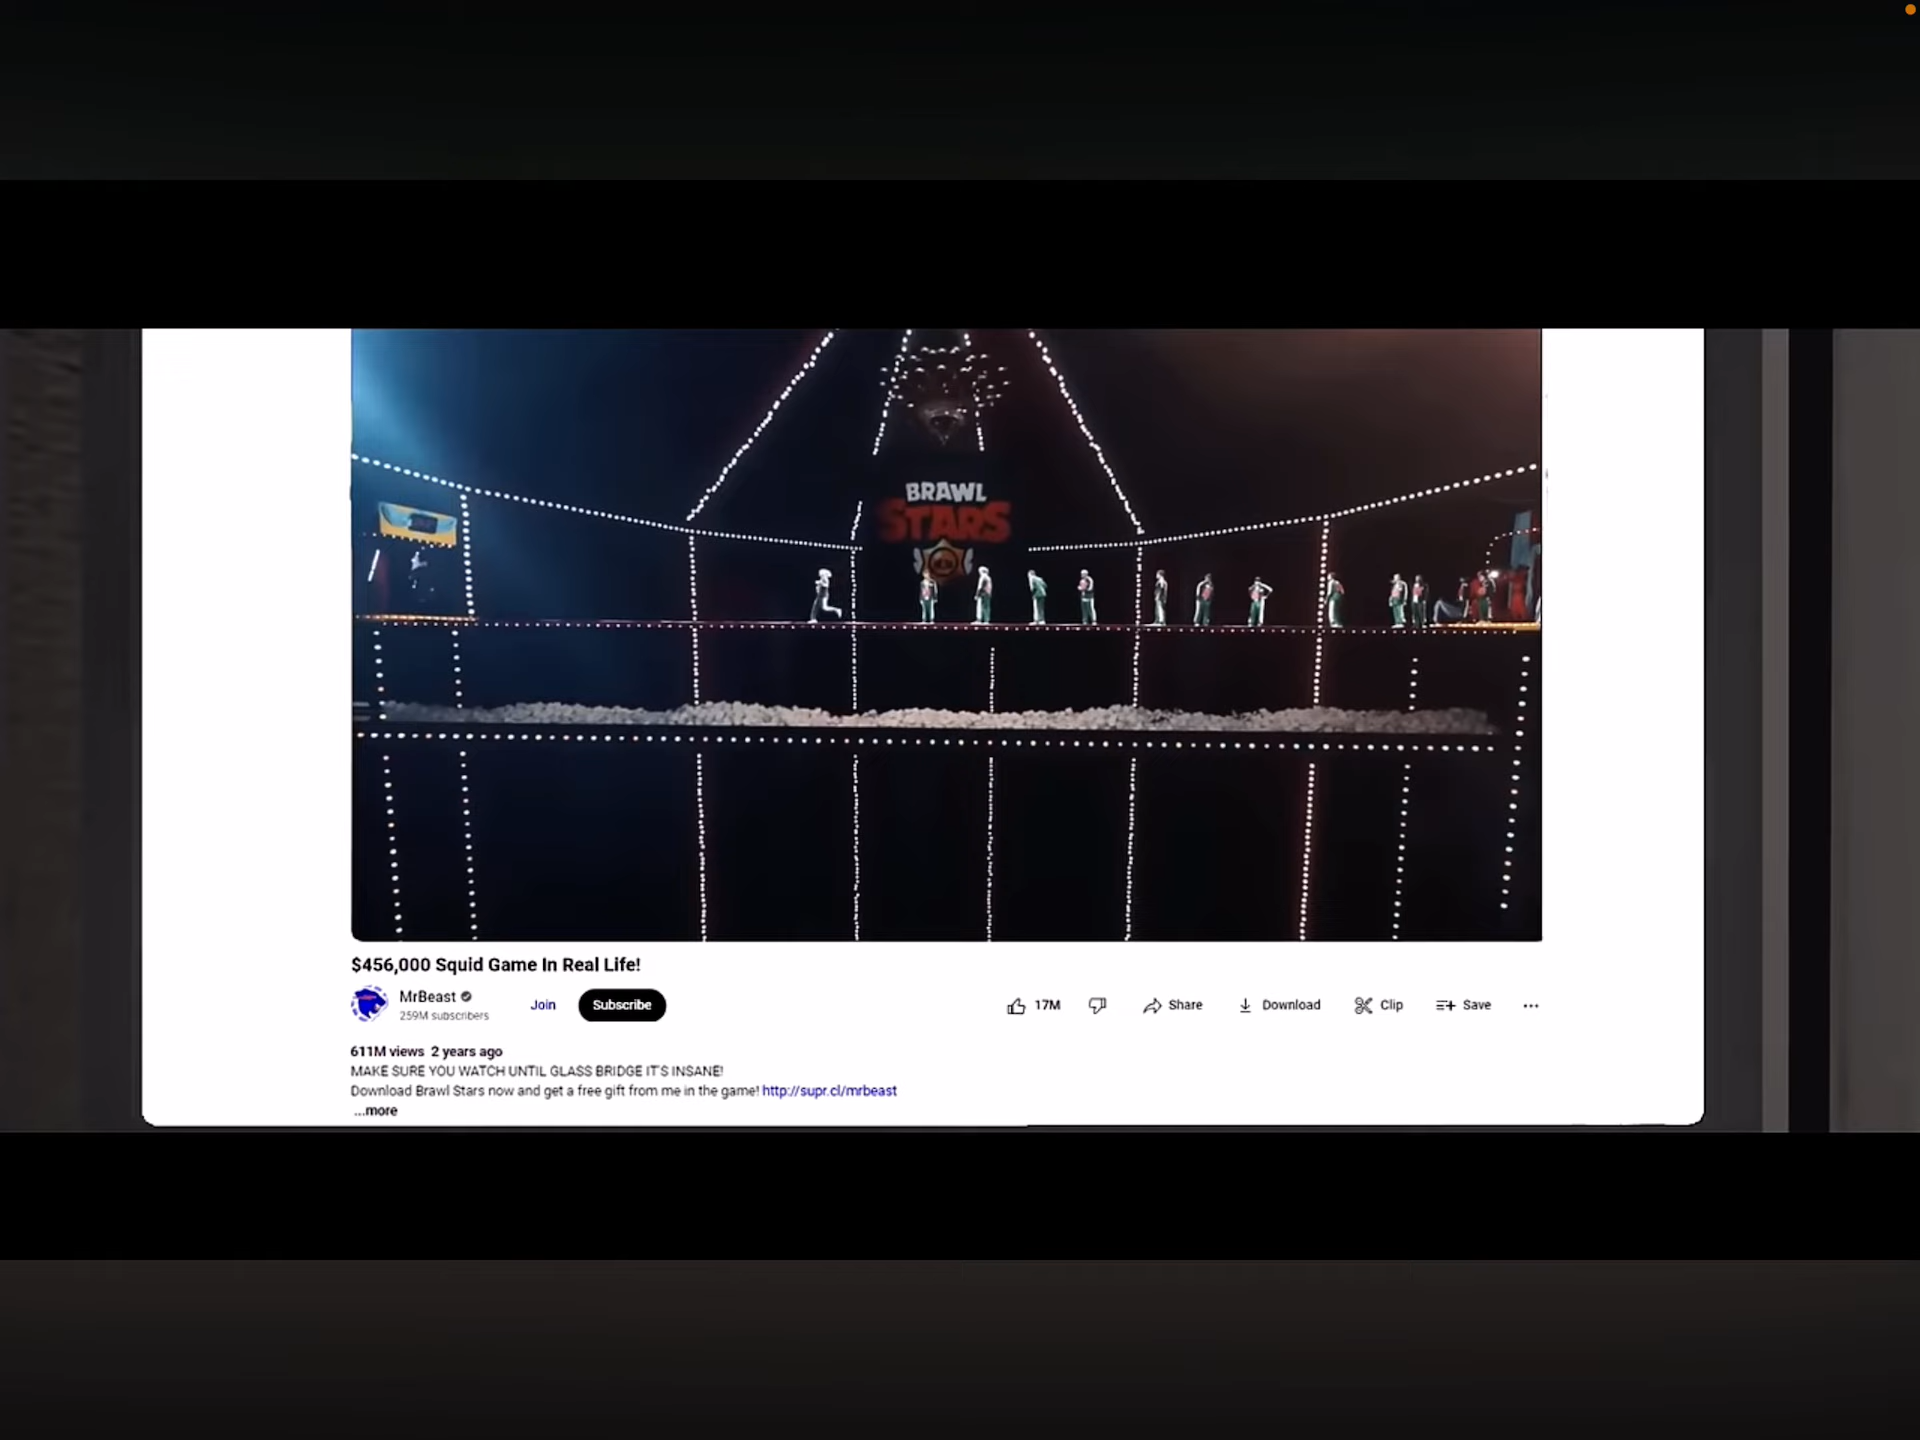 BRAWL
STARS
$456,000 Squid Game In Real Life!
MrBeast
259M subscribers
Join
Subscribe
17M
Share
Download
Clip
Save
611M views 2 years ago
MAKE SURE YOU WATCH UNTIL GLASS BRIDGE IT'S INSANE!
Download Brawl Stars now and get a free gift from me in the game! http://supr.cl/mrbeast
...more